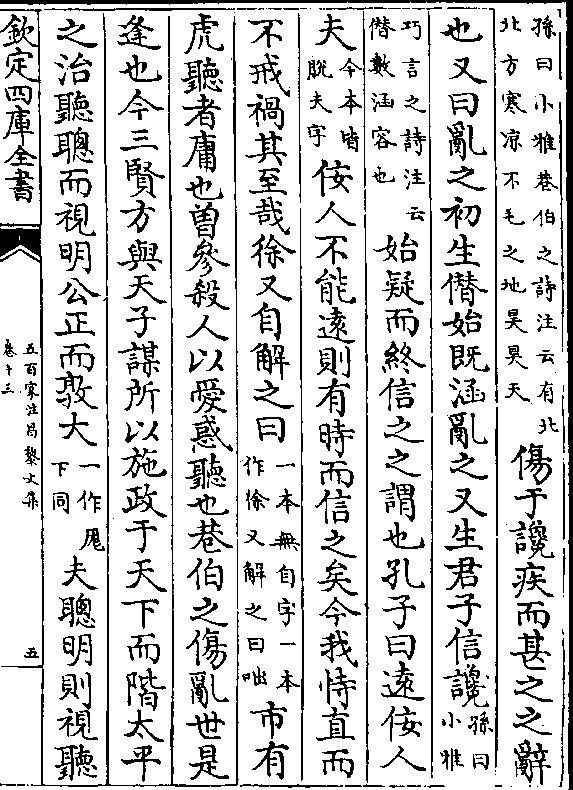 孫曰小雅巷伯之詩注云有北
北方寒凉不毛之地昊昊天
傷于讒疾而甚之之辭
也又曰亂之初生僭始既涵亂之又生君子信讒
孫曰
小雅
巧言之詩注云
僭數涵容也
始疑而終信之之謂也孔子曰遠佞人
夫
今本皆
脫夫字
佞人不能遠則有時而信之矣今我恃直而
不戒禍其至哉徐又自解之曰
一本無自字一本
作徐又解之曰咄
市有
虎聽者庸也曾參殺人以愛惑聽也巷伯之傷亂世是
逢也今三賢方與天子謀所以施政于天下而階太平
之治聽聰而視明公正而敦大
一作厖
下同
夫聰明則視聽
欽定四庫全書
五百家注昌黎文集
卷十三
五